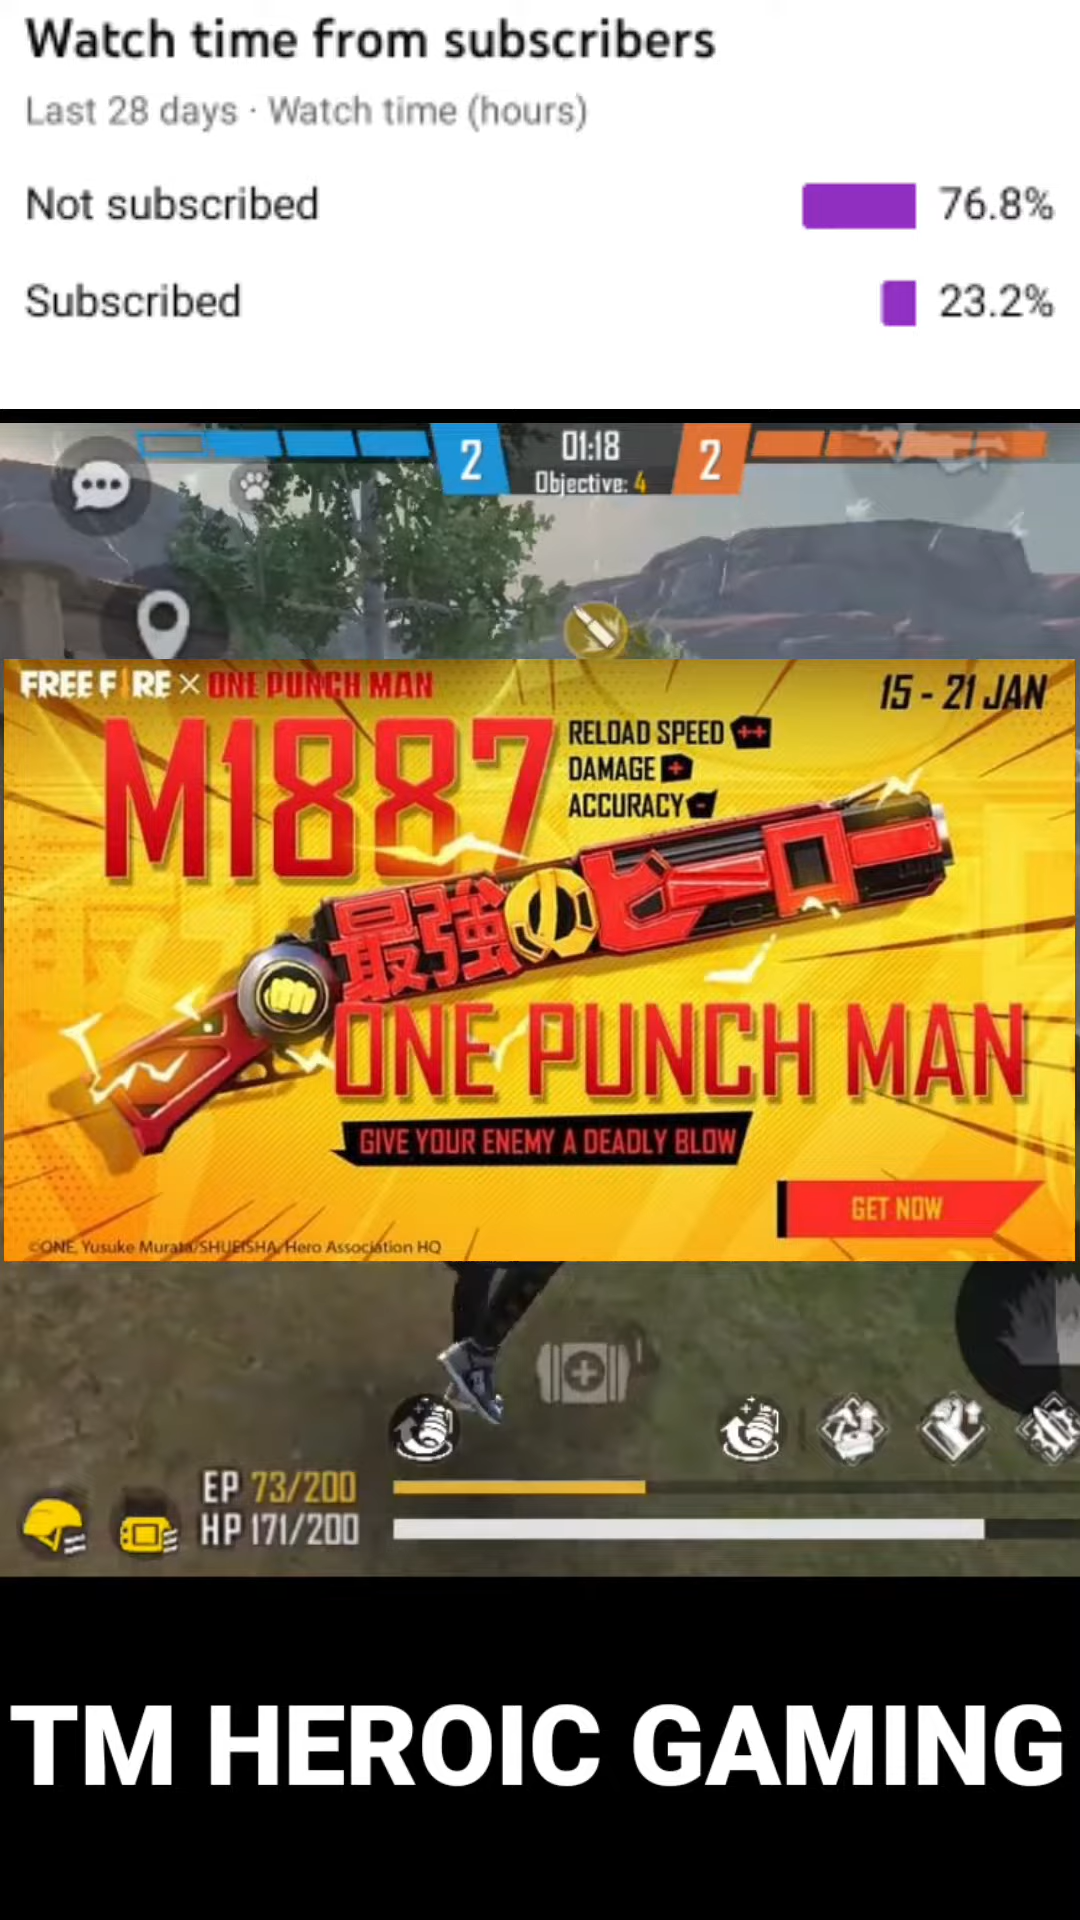 Watch time from subscribers
Last 28 days · Watch time (hours)
Not subscribed 76.8%
Subscribed 23.2%
2 01:18 2
Objective: 4
FREE FIRE × ONE PUNCH MAN
15 - 21 JAN
M1887
RELOAD SPEED ++
DAMAGE +
ACCURACY -
最強のヒーロー
ONE PUNCH MAN
GIVE YOUR ENEMY A DEADLY BLOW
GET NOW
©ONE, Yusuke Murata/SHUEISHA, Hero Association HQ
EP 73/200
HP 171/200
TM HEROIC GAMING